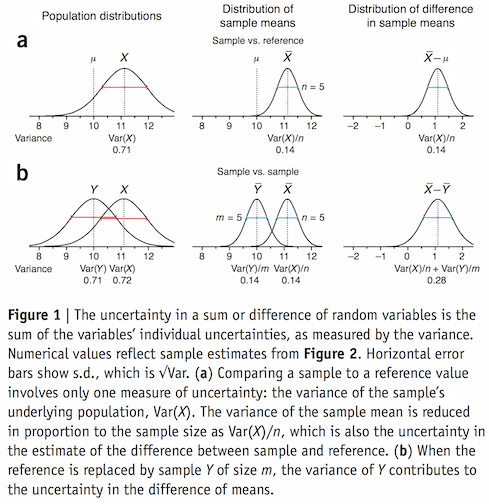 Population distributions
Distribution of
sample means
Distribution of difference
in sample means
a
Sample vs. reference
μ X
μ X̄
n = 5
X̄ – μ
8 9 10 11 12
8 9 10 11 12
–2 –1 0 1 2
Variance
Var(X)
0.71
Var(X)/n
0.14
Var(X)/n
0.14
b
Sample vs. sample
Y X
Ȳ X̄
m = 5
n = 5
X̄ – Ȳ
8 9 10 11 12
8 9 10 11 12
–2 –1 0 1 2
Variance
Var(Y) Var(X)
0.71 0.72
Var(Y)/m Var(X)/n
0.14 0.14
Var(X)/n + Var(Y)/m
0.28
Figure 1 | The uncertainty in a sum or difference of random variables is the
sum of the variables’ individual uncertainties, as measured by the variance.
Numerical values reflect sample estimates from Figure 2. Horizontal error
bars show s.d., which is √Var. (a) Comparing a sample to a reference value
involves only one measure of uncertainty: the variance of the sample’s
underlying population, Var(X). The variance of the sample mean is reduced
in proportion to the sample size as Var(X)/n, which is also the uncertainty in
the estimate of the difference between sample and reference. (b) When the
reference is replaced by sample Y of size m, the variance of Y contributes to
the uncertainty in the difference of means.